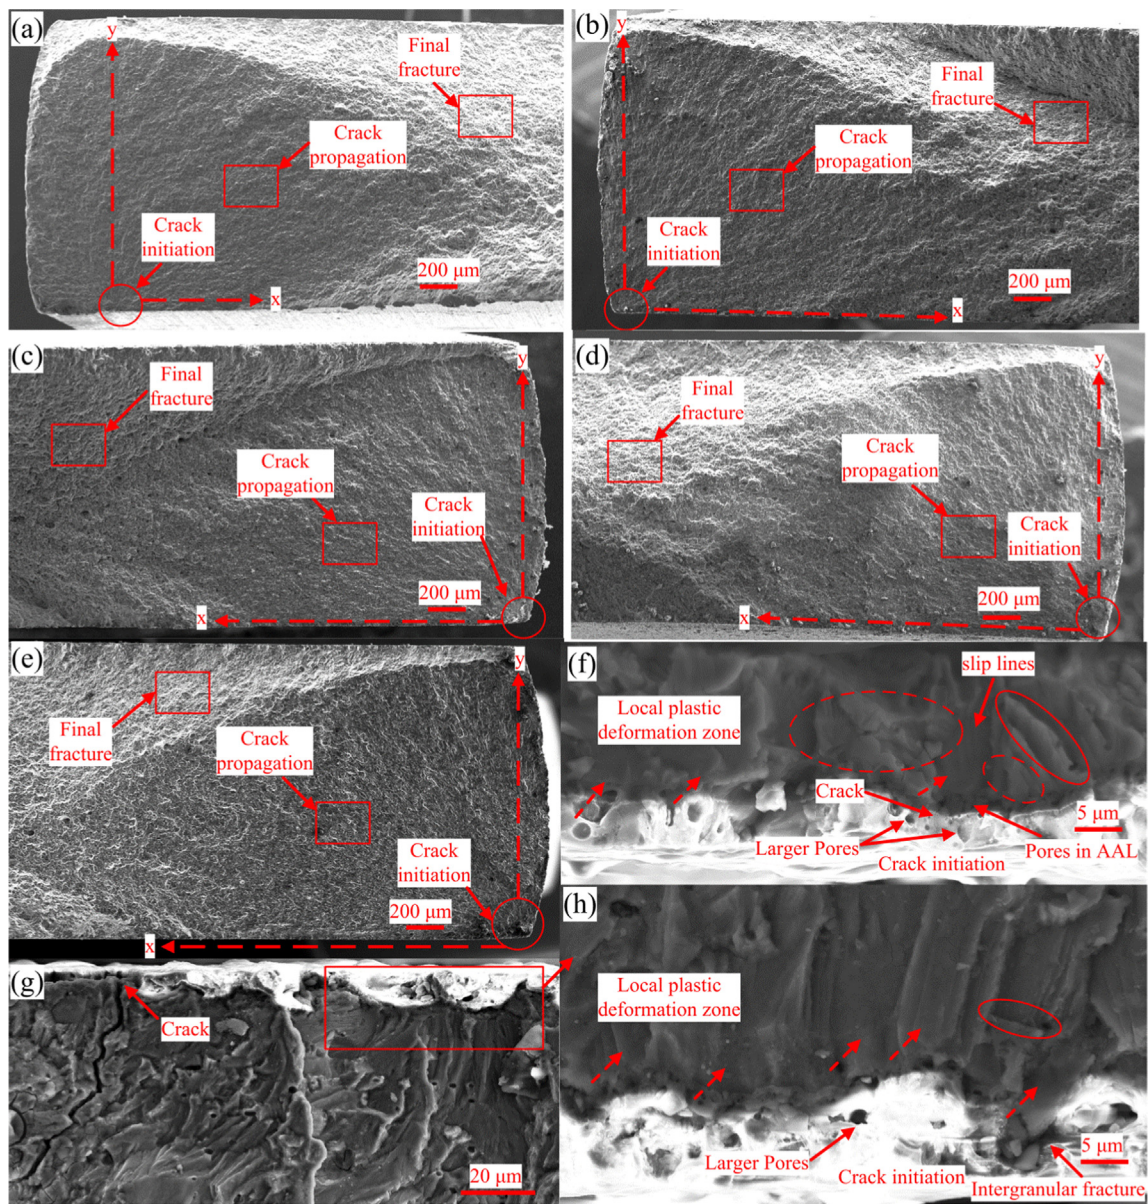 (a)
y
Final
fracture
Crack
propagation
Crack
initiation
200 μm
x
(b)
y
Final
fracture
Crack
propagation
Crack
initiation
200 μm
x
(c)
y
Final
fracture
Crack
propagation
Crack
initiation
200 μm
x
(d)
y
Final
fracture
Crack
propagation
Crack
initiation
200 μm
x
(e)
y
Final
fracture
Crack
propagation
Crack
initiation
200 μm
x
(f)
slip lines
Local plastic
deformation zone
Crack
5 μm
Larger Pores
Crack initiation
Pores in AAL
(g)
Crack
20 μm
(h)
Local plastic
deformation zone
Larger Pores
Crack initiation
5 μm
Intergranular fracture